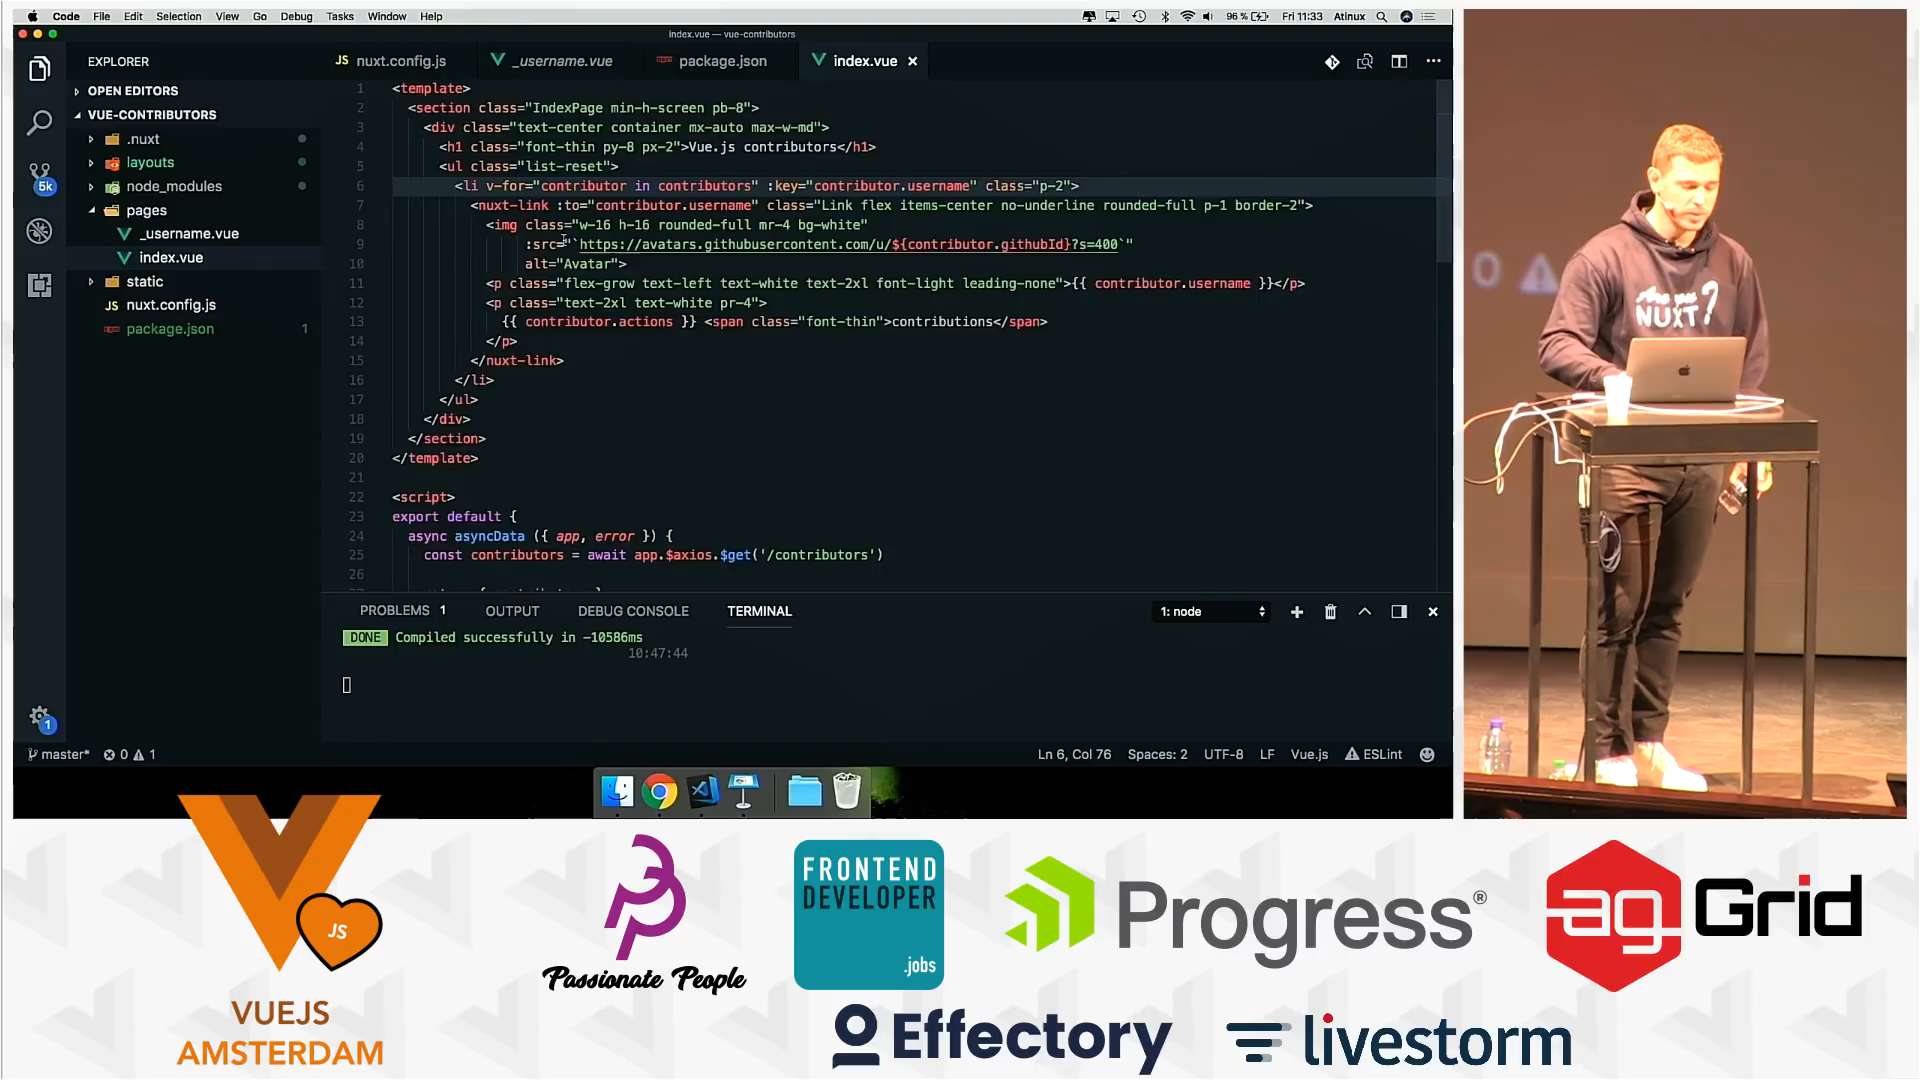 Code File Edit Selection View Go Debug Tasks Window Help
96% Fri 11:33 Atinux
index.vue — vue-contributors
EXPLORER
OPEN EDITORS
VUE-CONTRIBUTORS
.nuxt
layouts
node_modules
pages
_username.vue
index.vue
static
JS nuxt.config.js
package.json 1
5k
1
JS nuxt.config.js _username.vue package.json index.vue
1 <template>
2 <section class="IndexPage min-h-screen pb-8">
3 <div class="text-center container mx-auto max-w-md">
4 <h1 class="font-thin py-8 px-2">Vue.js contributors</h1>
5 <ul class="list-reset">
6 <li v-for="contributor in contributors" :key="contributor.username" class="p-2">
7 <nuxt-link :to="contributor.username" class="Link flex items-center no-underline rounded-full p-1 border-2">
8 <img class="w-16 h-16 rounded-full mr-4 bg-white"
9 :src="`https://avatars.githubusercontent.com/u/${contributor.githubId}?s=400`"
10 alt="Avatar">
11 <p class="flex-grow text-left text-white text-2xl font-light leading-none">{{ contributor.username }}</p>
12 <p class="text-2xl text-white pr-4">
13 {{ contributor.actions }} <span class="font-thin">contributions</span>
14 </p>
15 </nuxt-link>
16 </li>
17 </ul>
18 </div>
19 </section>
20 </template>
21
22 <script>
23 export default {
24 async asyncData ({ app, error }) {
25 const contributors = await app.$axios.$get('/contributors')
26
PROBLEMS 1 OUTPUT DEBUG CONSOLE TERMINAL 1: node
DONE Compiled successfully in -10586ms
10:47:44
master* 0 1 Ln 6, Col 76 Spaces: 2 UTF-8 LF Vue.js ESLint
Are you
NUXT?
JS
VUEJS
AMSTERDAM
Passionate People
FRONTEND
DEVELOPER
.jobs
Progress®
ag Grid
Effectory
livestorm